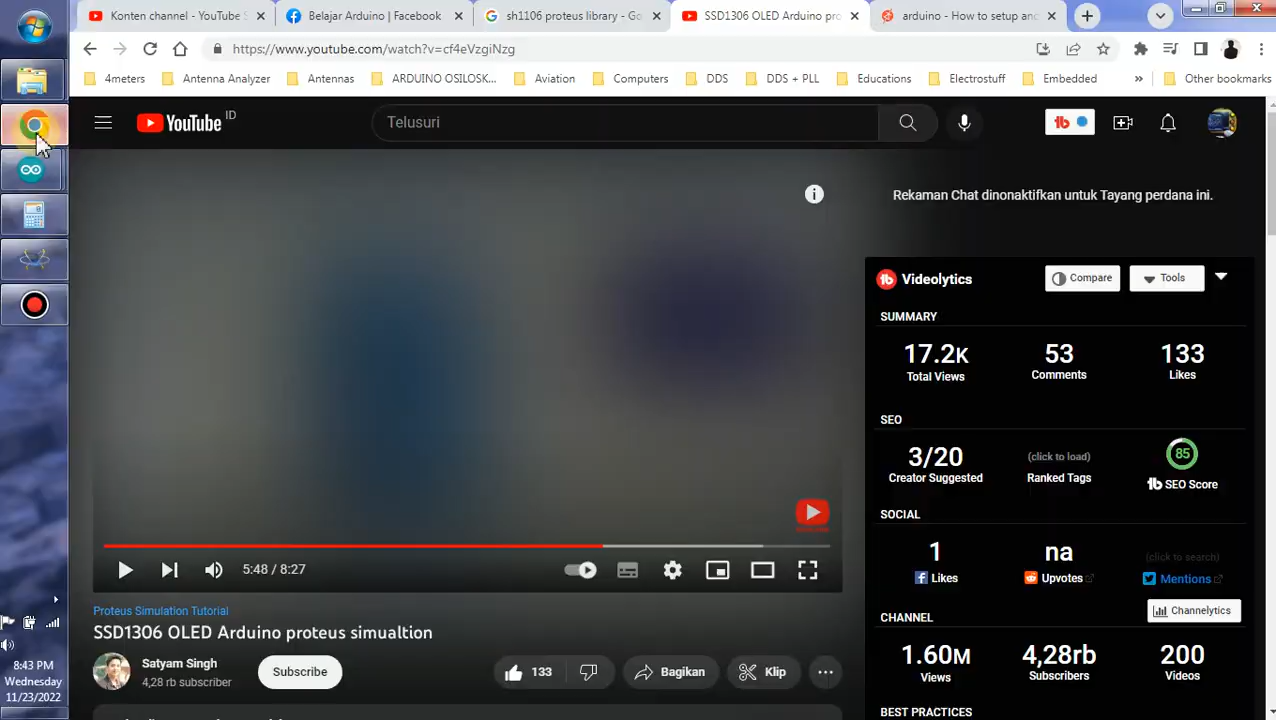 Konten channel - YouTube S
Belajar Arduino | Facebook
sh1106 proteus library - Go
SSD1306 OLED Arduino pro
arduino - How to setup and
https://www.youtube.com/watch?v=cf4eVzgiNzg
4meters
Antenna Analyzer
Antennas
ARDUINO OSILOSK...
Aviation
Computers
DDS
DDS + PLL
Educations
Electrostuff
Embedded
»
Other bookmarks
YouTube ID
Telusuri
Rekaman Chat dinonaktifkan untuk Tayang perdana ini.
Videolytics
Compare
Tools
SUMMARY
17.2K
53
133
Total Views
Comments
Likes
SEO
3/20
(click to load)
85
Creator Suggested
Ranked Tags
SEO Score
SOCIAL
1
na
(click to search)
Likes
Upvotes
Mentions
CHANNEL
Channelytics
1.60M
4,28rb
200
Views
Subscribers
Videos
BEST PRACTICES
5:48 / 8:27
Proteus Simulation Tutorial
SSD1306 OLED Arduino proteus simualtion
Satyam Singh
4,28 rb subscriber
Subscribe
133
Bagikan
Klip
8:43 PM
Wednesday
11/23/2022